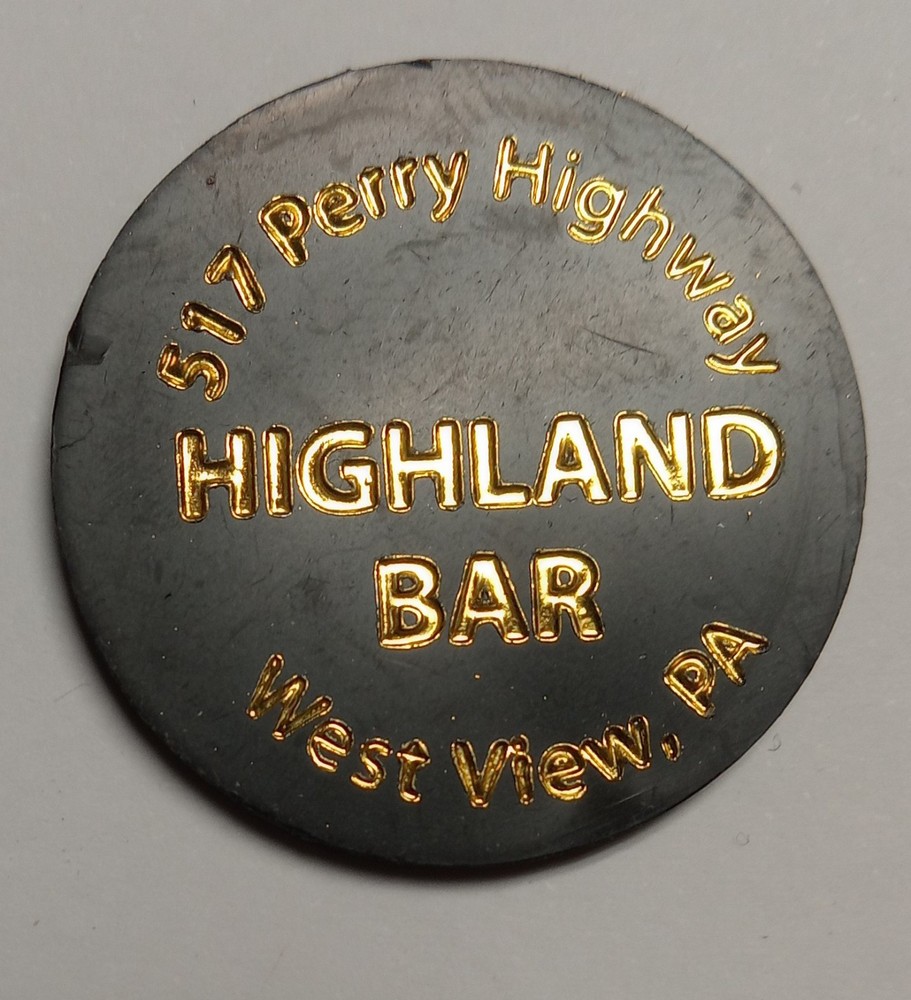 517 Perry Highway
HIGHLAND
BAR
West View, PA